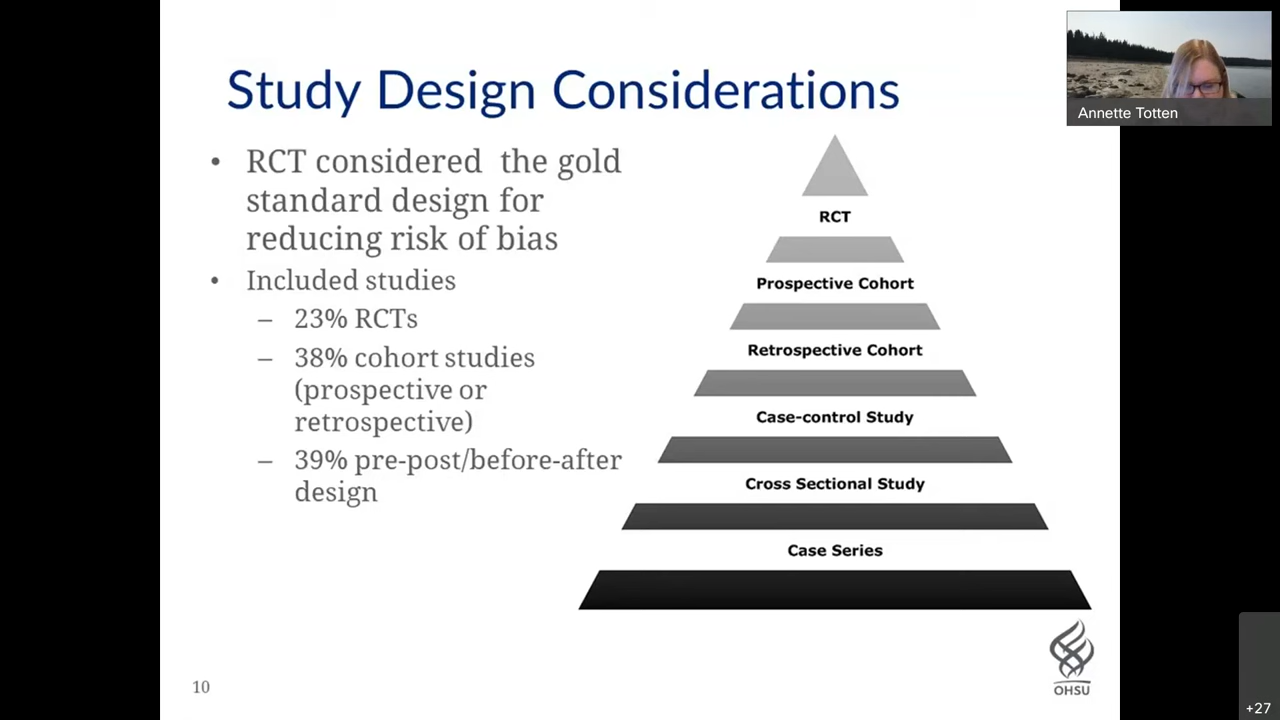 Study Design Considerations
• RCT considered the gold
standard design for
reducing risk of bias
• Included studies
– 23% RCTs
– 38% cohort studies
(prospective or
retrospective)
– 39% pre-post/before-after
design
RCT
Prospective Cohort
Retrospective Cohort
Case-control Study
Cross Sectional Study
Case Series
10
OHSU
Annette Totten
+27